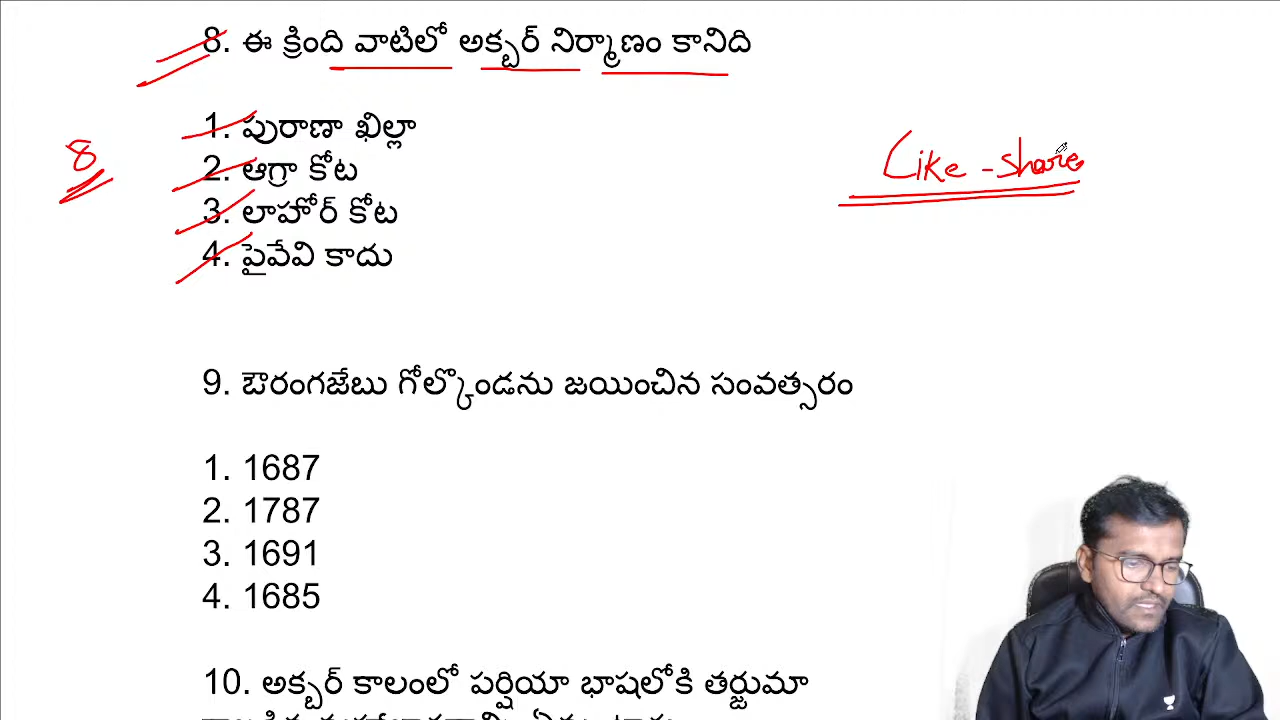 8. ఈ క్రింది వాటిలో అక్బర్ నిర్మాణం కానిది
1. పురాణా ఖిల్లా
2. ఆగ్రా కోట
3. లాహోర్ కోట
4. పైవేవి కాదు
8
Like - share
9. ఔరంగజేబు గోల్కొండను జయించిన సంవత్సరం
1. 1687
2. 1787
3. 1691
4. 1685
10. అక్బర్ కాలంలో పర్షియా భాషలోకి తర్జుమా